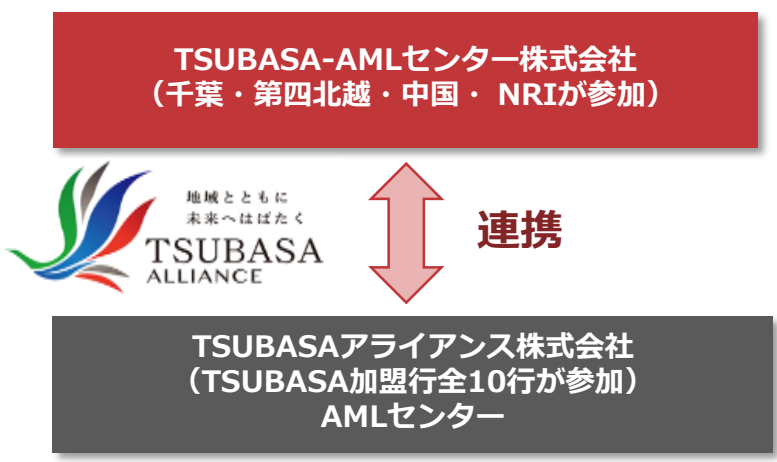 TSUBASA-AMLセンター株式会社
（千葉・第四北越・中国・ NRIが参加）
地域とともに
未来へはばたく
TSUBASA
ALLIANCE
連携
TSUBASAアライアンス株式会社
（TSUBASA加盟行全10行が参加）
AMLセンター